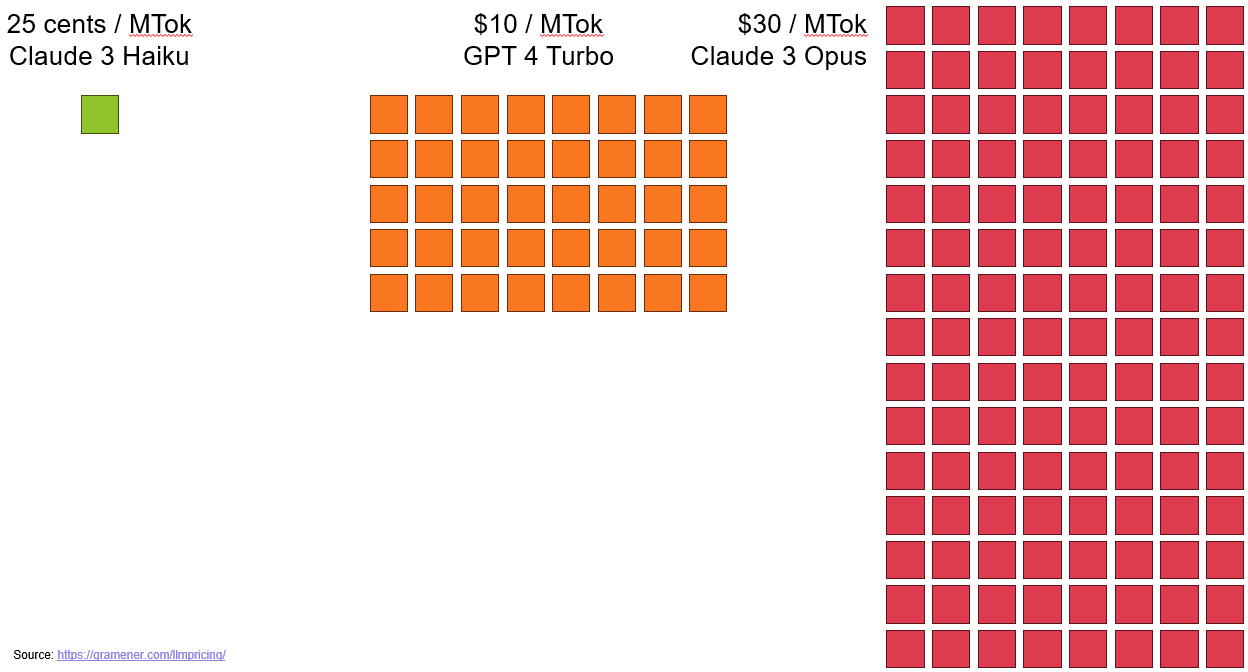 25 cents / MTok
Claude 3 Haiku
$10 / MTok
GPT 4 Turbo
$30 / MTok
Claude 3 Opus
Source: https://gramener.com/llmpricing/